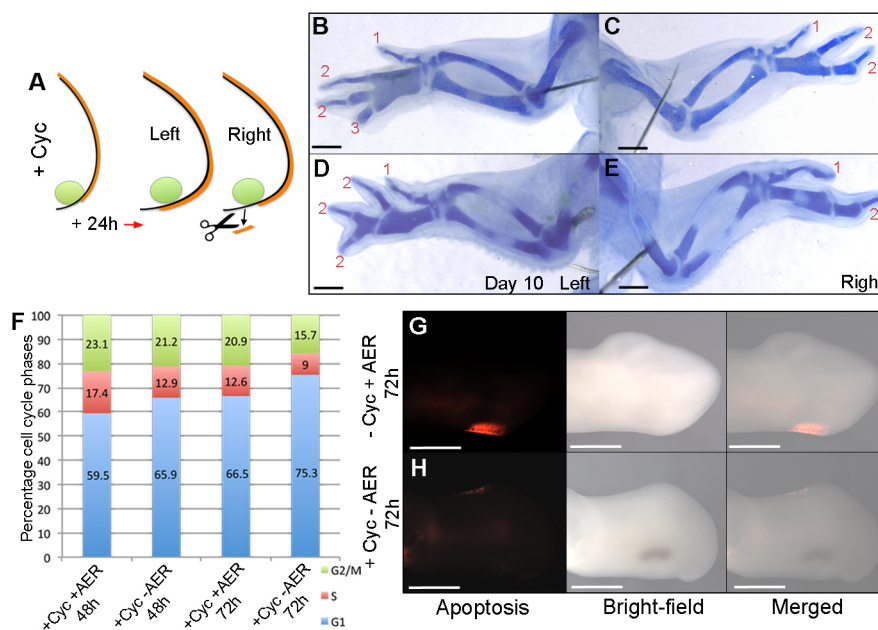 A
+ Cyc
Left
Right
+ 24h
B
1
2
2
3
C
1
2
2
D
1
2
2
2
Day 10 Left
E
1
2
Righ
F
Percentage cell cycle phases
100
90
80
70
60
50
40
30
20
10
0
23.1
17.4
59.5
21.2
12.9
65.9
20.9
12.6
66.5
15.7
9
75.3
+Cyc +AER
48h
+Cyc -AER
48h
+Cyc +AER
72h
+Cyc -AER
72h
G2/M
S
G1
G
- Cyc + AER
72h
H
+ Cyc - AER
72h
Apoptosis
Bright-field
Merged